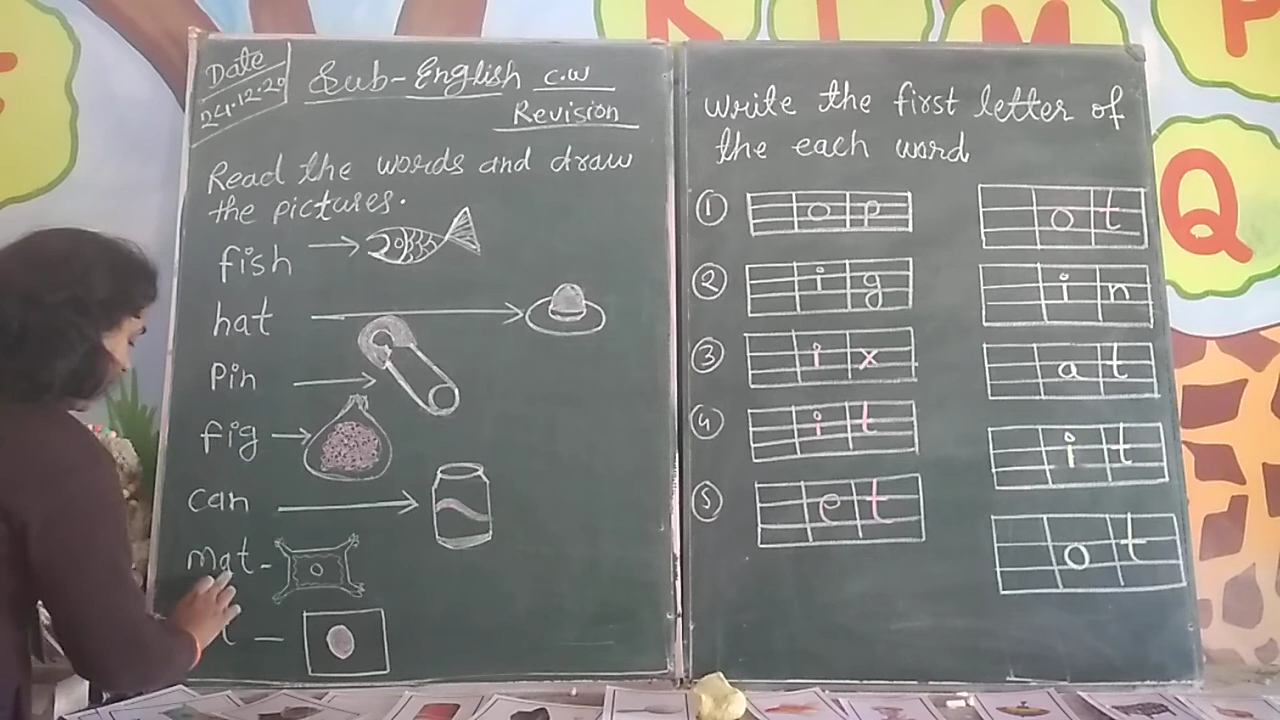 Date
24.12.20
Sub-English c.w
Revision
Read the words and draw
the pictures.
fish
hat
Pin
fig
can
mat-
write the first letter of
the each word
1 o p
2 i g
3 i x
4 i t
5 e t
o t
i n
a t
i t
o t
K L M P
Q